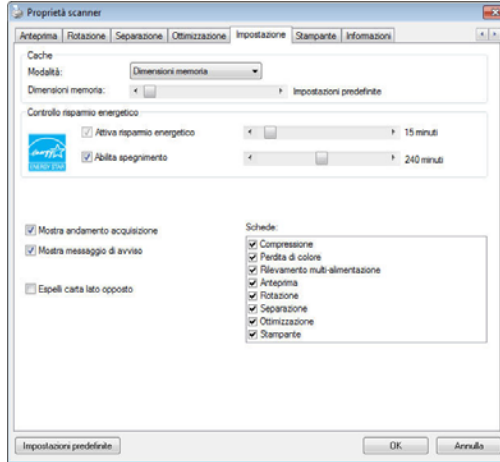 Proprietà scanner
Anteprima Rotazione Separazione Ottimizzazione Impostazione Stampante Informazioni
Cache
Modalità: Dimensioni memoria
Dimensioni memoria: Impostazioni predefinite
Controllo risparmio energetico
Attiva risparmio energetico 15 minuti
ENERGY STAR
Abilita spegnimento 240 minuti
Mostra andamento acquisizione
Mostra messaggio di avviso
Espelli carta lato opposto
Schede:
Compressione
Perdita di colore
Rilevamento multi-alimentazione
Anteprima
Rotazione
Separazione
Ottimizzazione
Stampante
Impostazioni predefinite OK Annulla